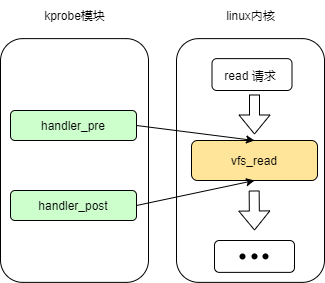 kprobe模块
linux内核
read 请求
handler_pre
vfs_read
handler_post
•••